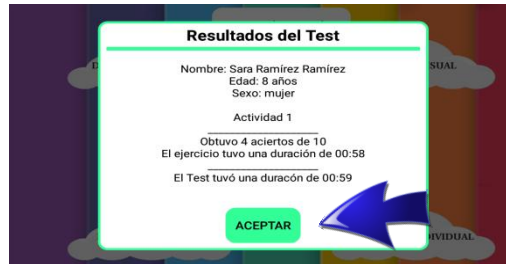 Resultados del Test
D
SUAL
Nombre: Sara Ramírez Ramírez
Edad: 8 años
Sexo: mujer
Actividad 1
Obtuvo 4 aciertos de 10
El ejercicio tuvo una duración de 00:58
El Test tuvó una duracón de 00:59
ACEPTAR
DIVIDUAL